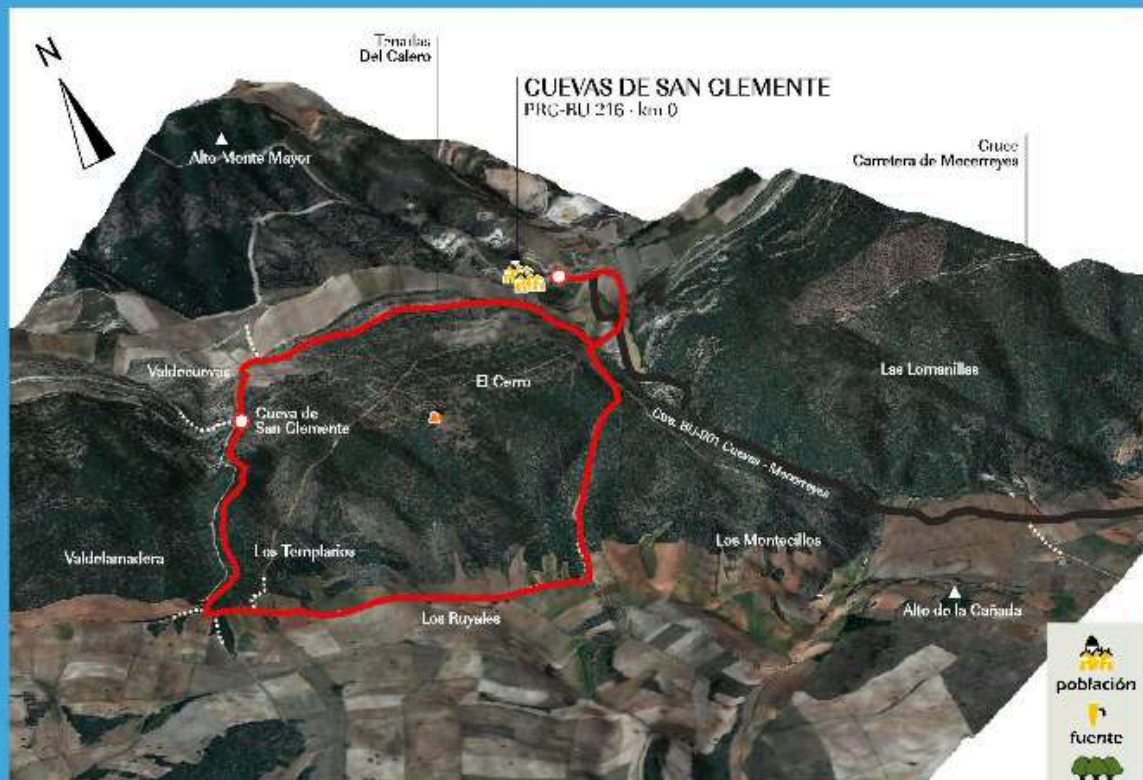 N
Tenadas
Del Calero
CUEVAS DE SAN CLEMENTE
PRC-BU 216 · km 0
Cruce
Carretera de Mecerreyes
Alto Monte Mayor
Valdecuevas
El Cerro
Las Lomanillas
Cueva de
San Clemente
Ctra. BU-901 Cuevas - Mecerreyes
Valdelamadera
Los Templarios
Los Montecillos
Los Ruyales
Alto de la Cañada
población
fuente